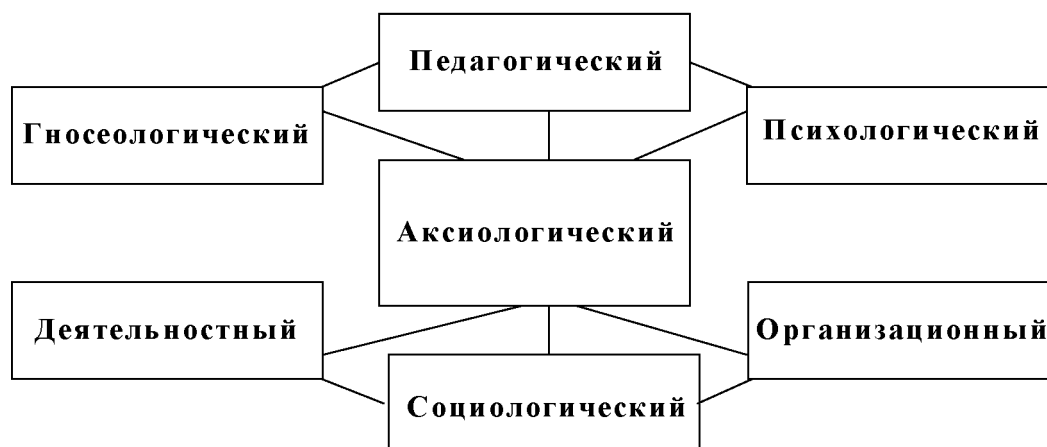 Педагогический
Гносеологический
Психологический
Аксиологический
Деятельностный
Организационный
Социологический